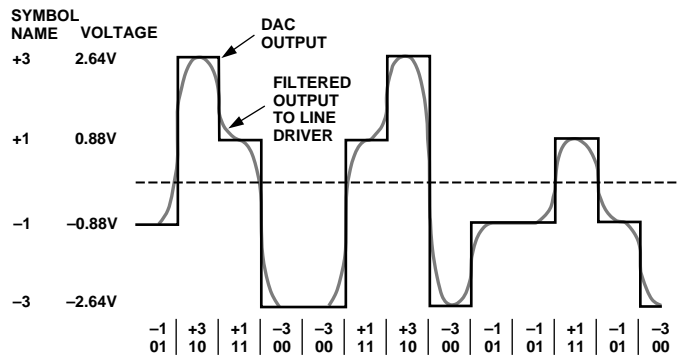 SYMBOL
NAME VOLTAGE
DAC
OUTPUT
+3 2.64V
FILTERED
OUTPUT
TO LINE
DRIVER
+1 0.88V
–1 –0.88V
–3 –2.64V
–1 +3 +1 –3 –3 +1 +3 –3 –1 –1 +1 –1 –3
01 10 11 00 00 11 10 00 01 01 11 01 00